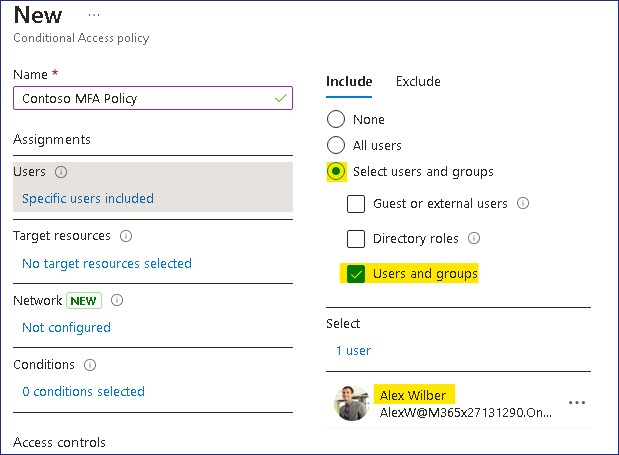 New ...
Conditional Access policy
Name *
Contoso MFA Policy
Assignments
Users
Specific users included
Target resources
No target resources selected
Network NEW
Not configured
Conditions
0 conditions selected
Access controls
Include Exclude
None
All users
Select users and groups
Guest or external users
Directory roles
Users and groups
Select
1 user
Alex Wilber
AlexW@M365x27131290.On...